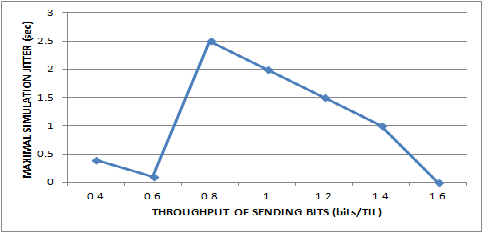 3
2.5
2
1.5
1
0.5
0
MAXIMAL SIMULATION JITTER (sec)
0.4 0.6 0.8 1 1.2 1.4 1.6
THROUGHPUT OF SENDING BITS (bits/TIL)